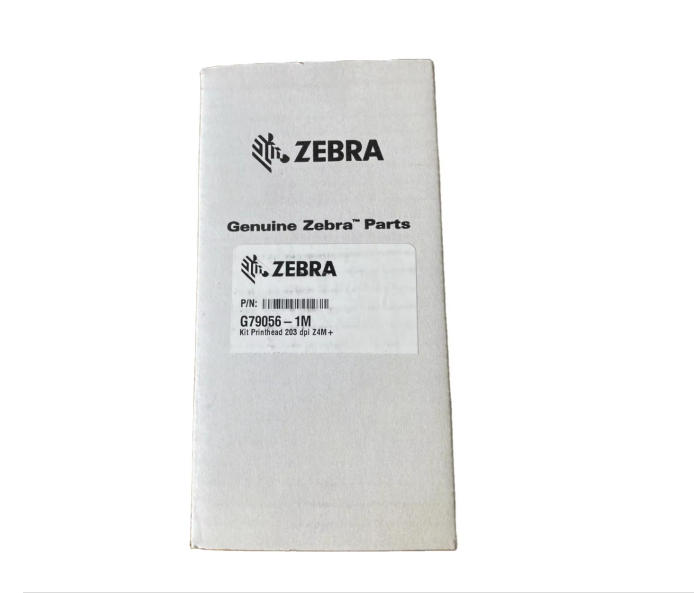 ZEBRA
Genuine Zebra™ Parts
ZEBRA
P/N:
G79056-1M
Kit Printhead 203 dpi Z4M+